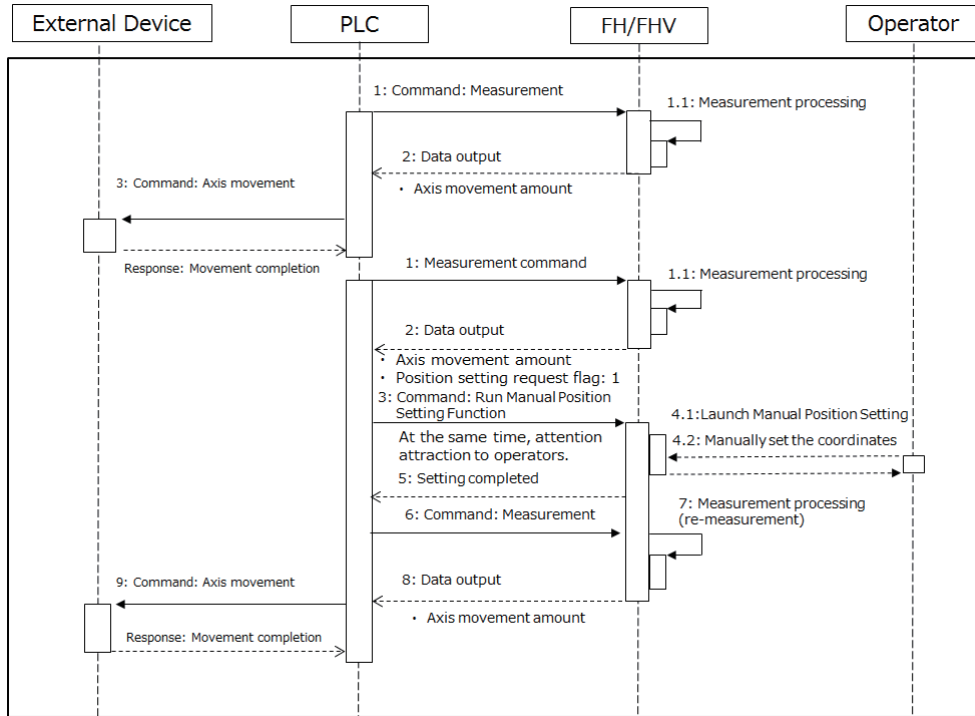 External Device
PLC
FH/FHV
Operator
1: Command: Measurement
1.1: Measurement processing
2: Data output
・ Axis movement amount
3: Command: Axis movement
Response: Movement completion
1: Measurement command
1.1: Measurement processing
2: Data output
・ Axis movement amount
・ Position setting request flag: 1
3: Command: Run Manual Position
Setting Function
4.1:Launch Manual Position Setting
At the same time, attention
attraction to operators.
4.2: Manually set the coordinates
5: Setting completed
6: Command: Measurement
7: Measurement processing
(re-measurement)
8: Data output
・ Axis movement amount
9: Command: Axis movement
Response: Movement completion